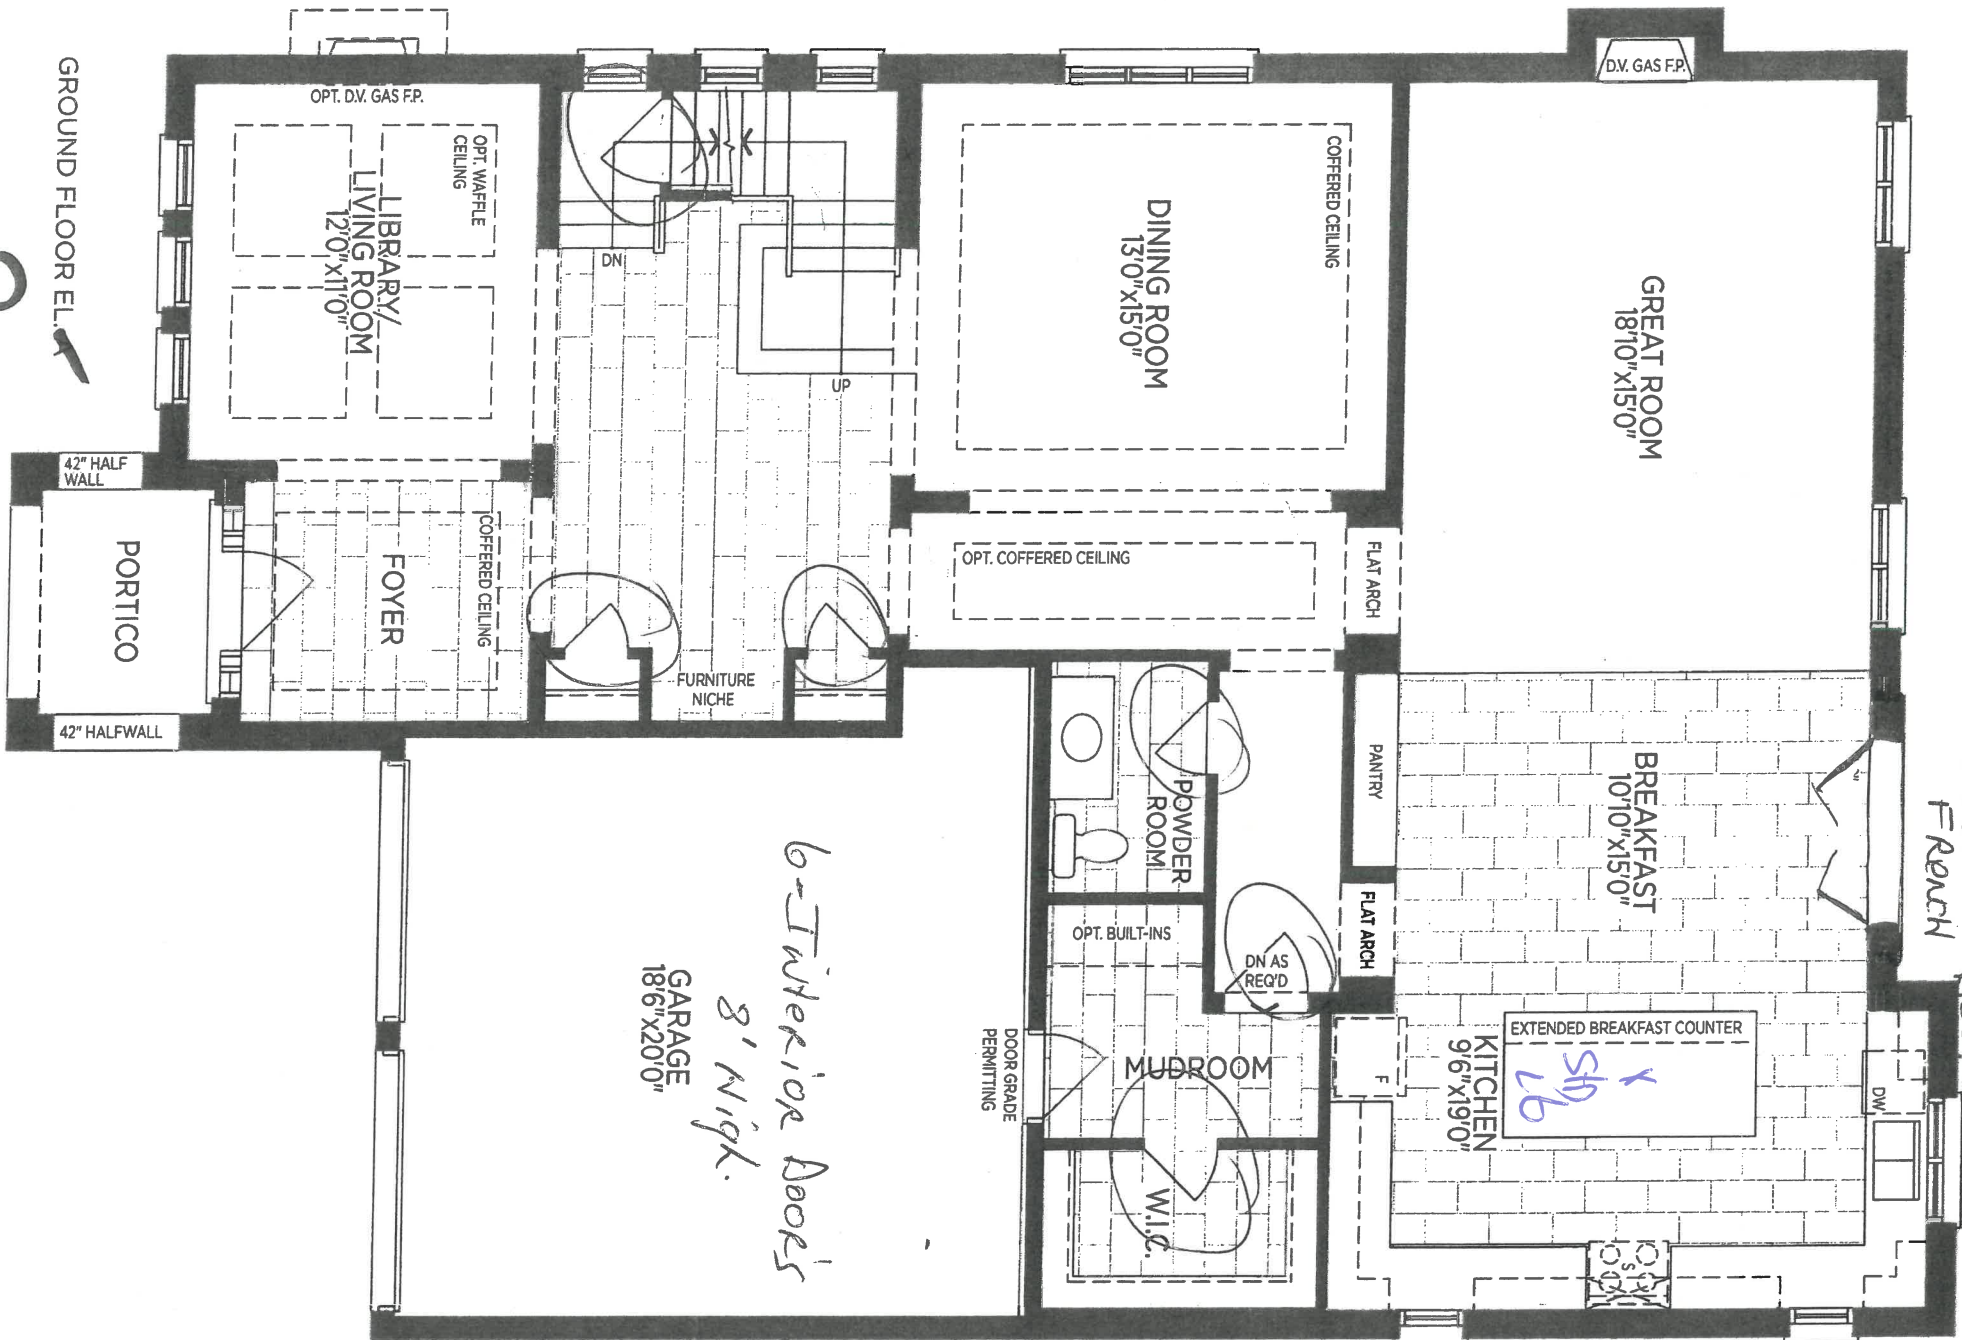 D.V. GAS F.P.
GREAT ROOM
18'10"x15'0"
COFFERED CEILING
DINING ROOM
13'0"x15'0"
OPT. D.V. GAS F.P.
OPT. WAFFLE
CEILING
LIBRARY/
LIVING ROOM
12'0"x11'0"
GROUND FLOOR EL.
DN
UP
42" HALF
WALL
PORTICO
42" HALFWALL
COFFERED CEILING
FOYER
FURNITURE
NICHE
OPT. COFFERED CEILING
FLAT ARCH
PANTRY
FLAT ARCH
BREAKFAST
10'10"x15'0"
FRENCH
POWDER
ROOM
OPT. BUILT-INS
DN AS
REQ'D
MUDROOM
W.I.C.
DOOR GRADE
PERMITTING
GARAGE
18'6"x20'0"
6-Interior Door's
8' High.
EXTENDED BREAKFAST COUNTER
KITCHEN
9'6"x19'0"
X
STD
F
DW
S